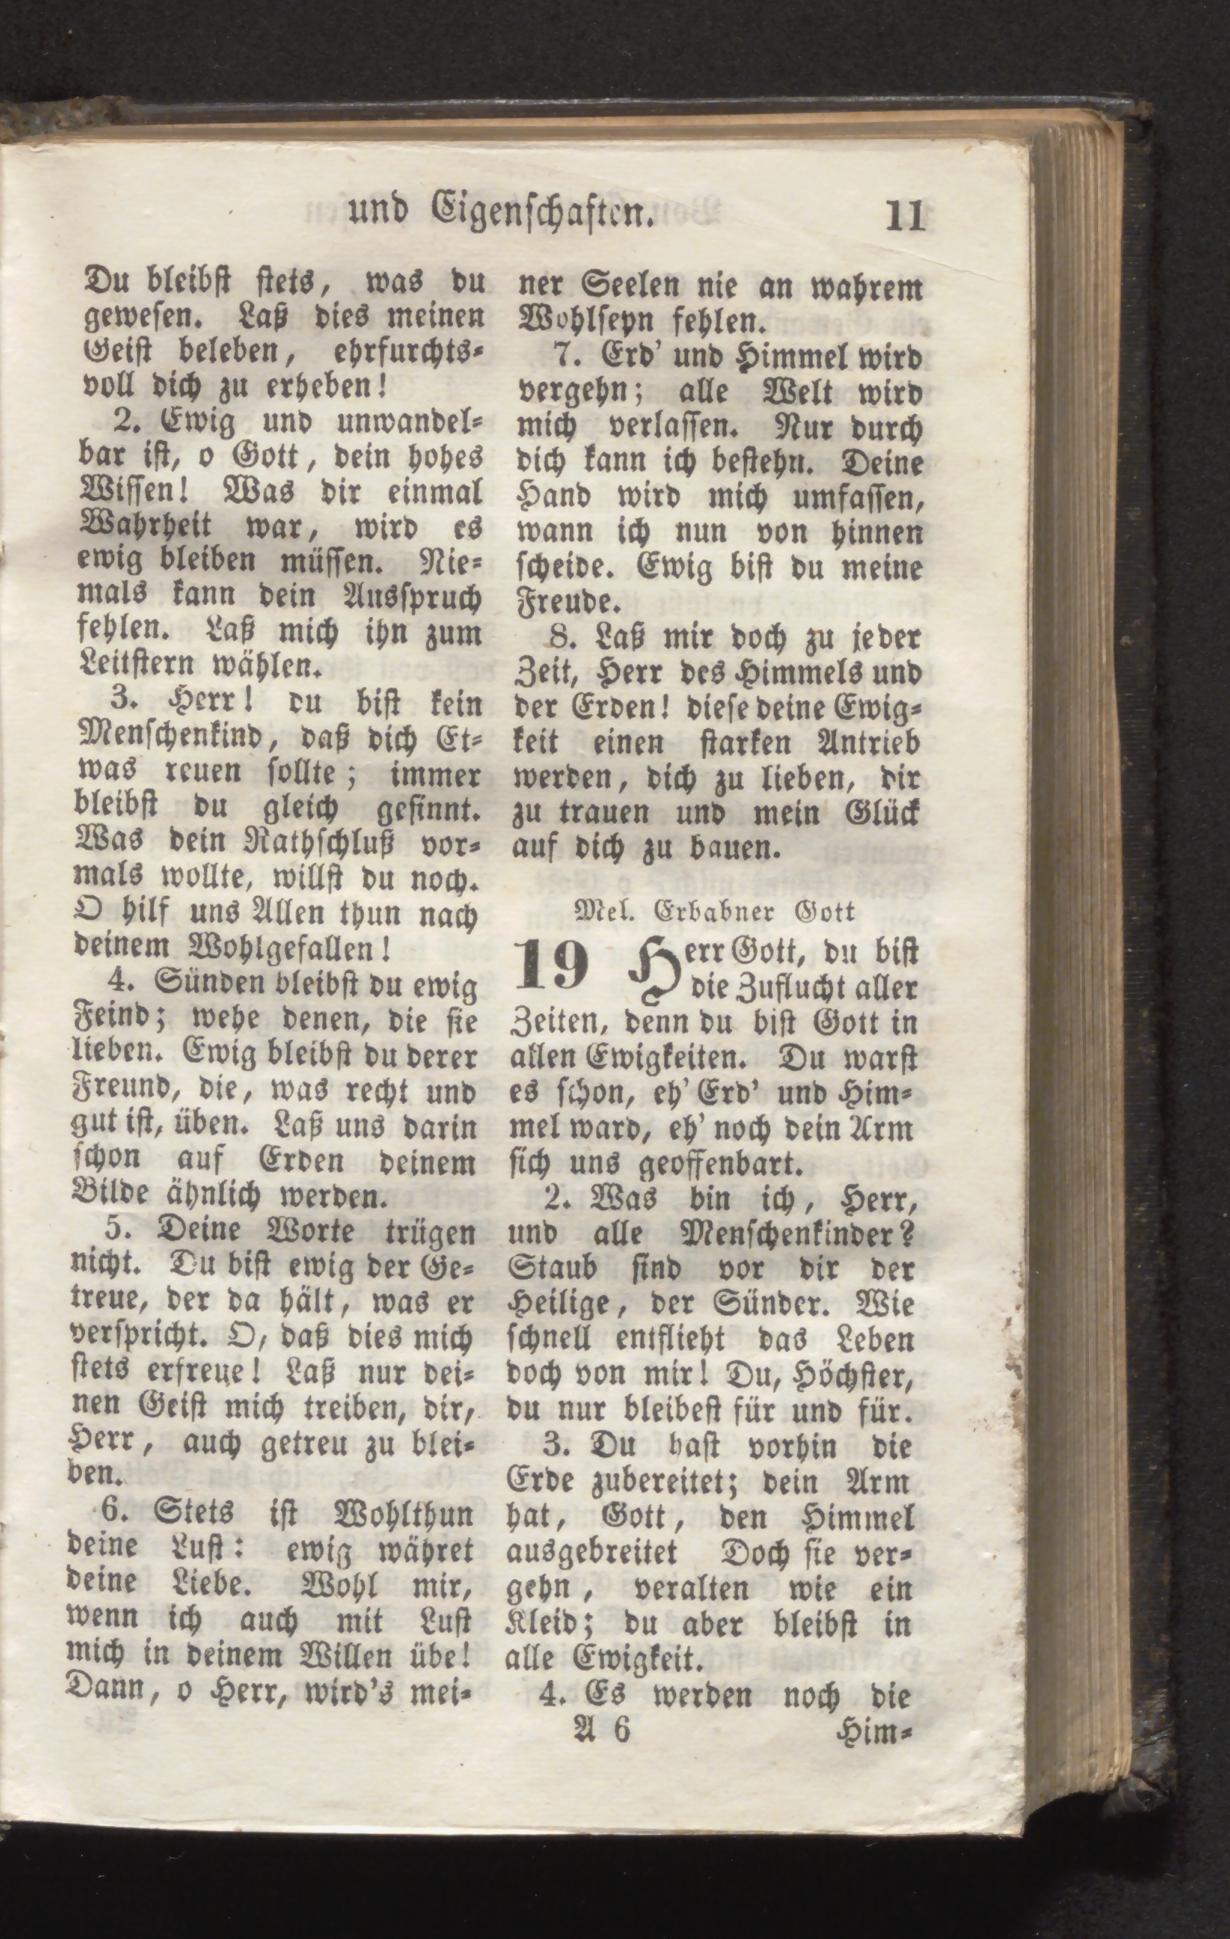 und Eigenschaften.
11
Du bleibst stets, was du
gewesen. Laß dies meinen
Geist beleben, ehrfurchts-
voll dich zu erheben!
2. Ewig und unwandel-
bar ist, o Gott, dein hohes
Wissen! Was dir einmal
Wahrheit war, wird es
ewig bleiben müssen. Nie-
mals kann dein Ausspruch
fehlen. Laß mich ihn zum
Leitstern wählen.
3. Herr! du bist kein
Menschenkind, daß dich Et-
was reuen sollte; immer
bleibst du gleich gesinnt.
Was dein Rathschluß vor-
mals wollte, willst du noch.
O hilf uns Allen thun nach
deinem Wohlgefallen!
4. Sünden bleibst du ewig
Feind; wehe denen, die sie
lieben. Ewig bleibst du derer
Freund, die, was recht und
gut ist, üben. Laß uns darin
schon auf Erden deinem
Bilde ähnlich werden.
5. Deine Worte trügen
nicht. Du bist ewig der Ge-
treue, der da hält, was er
verspricht. O, daß dies mich
stets erfreue! Laß nur dei-
nen Geist mich treiben, dir,
Herr, auch getreu zu blei-
ben.
6. Stets ist Wohlthun
deine Lust: ewig währet
deine Liebe. Wohl mir,
wenn ich auch mit Lust
mich in deinem Willen übe!
Dann, o Herr, wird's mei-
ner Seelen nie an wahrem
Wohlseyn fehlen.
7. Erd' und Himmel wird
vergehn; alle Welt wird
mich verlassen. Nur durch
dich kann ich bestehn. Deine
Hand wird mich umfassen,
wann ich nun von hinnen
scheide. Ewig bist du meine
Freude.
8. Laß mir doch zu jeder
Zeit, Herr des Himmels und
der Erden! diese deine Ewig-
keit einen starken Antrieb
werden, dich zu lieben, dir
zu trauen und mein Glück
auf dich zu bauen.
Mel. Erhabner Gott
19 Herr Gott, du bist
die Zuflucht aller
Zeiten, denn du bist Gott in
allen Ewigkeiten. Du warst
es schon, eh' Erd' und Him-
mel ward, eh' noch dein Arm
sich uns geoffenbart.
2. Was bin ich, Herr,
und alle Menschenkinder?
Staub sind vor dir der
Heilige, der Sünder. Wie
schnell entflieht das Leben
doch von mir! Du, Höchster,
du nur bleibest für und für.
3. Du hast vorhin die
Erde zubereitet; dein Arm
hat, Gott, den Himmel
ausgebreitet Doch sie ver-
gehn, veralten wie ein
Kleid; du aber bleibst in
alle Ewigkeit.
4. Es werden noch die
A 6
Him-